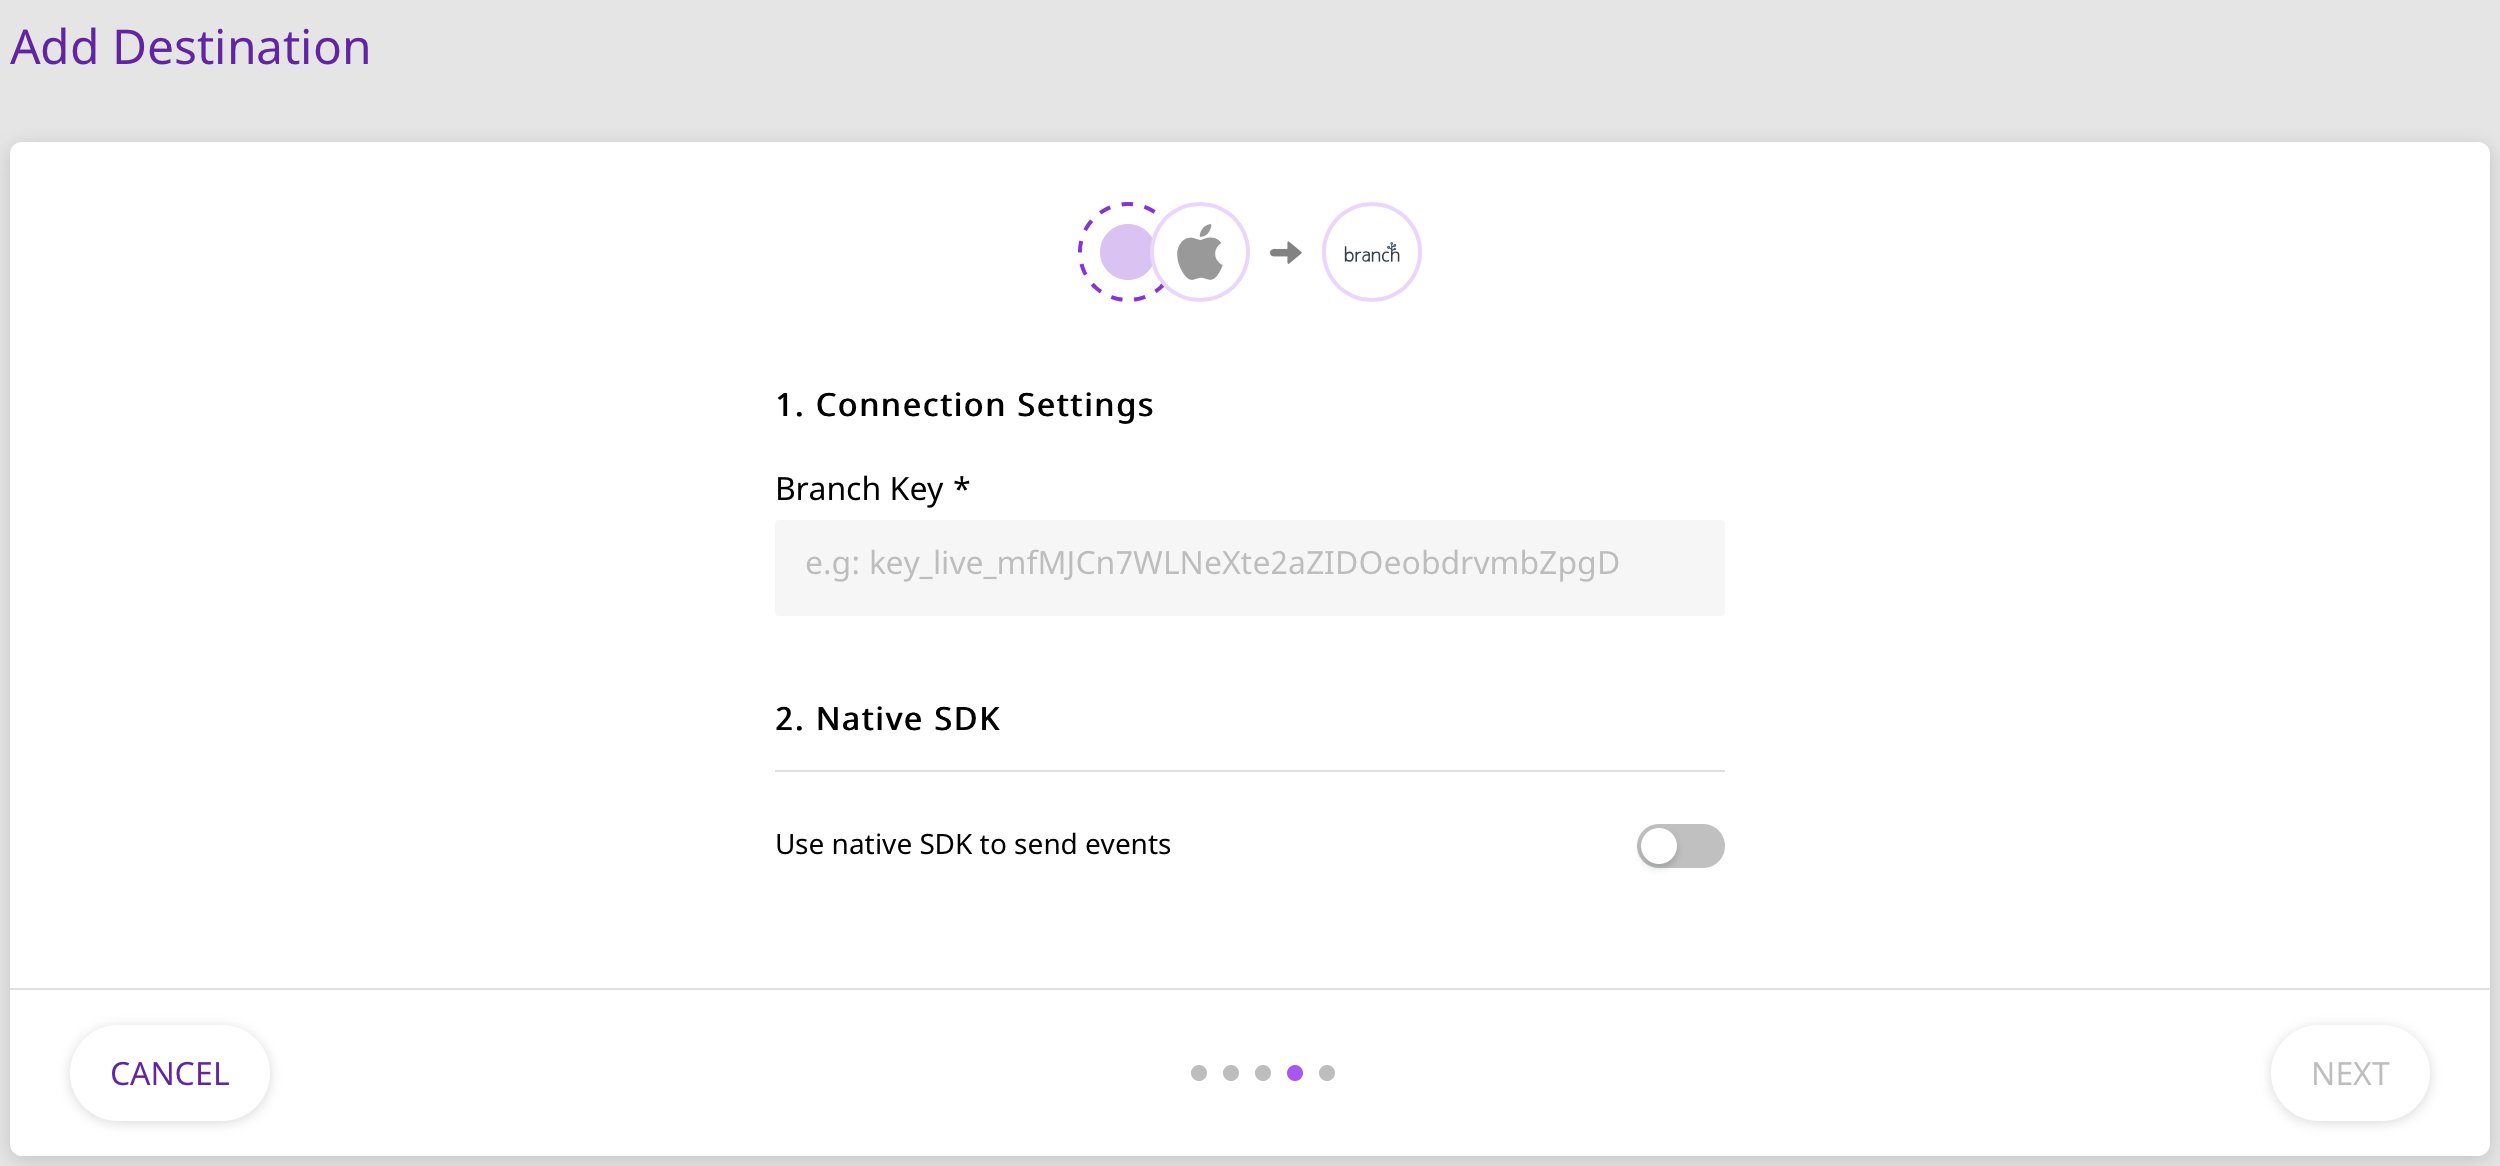 Add Destination
branch
1. Connection Settings
Branch Key *
e.g: key_live_mfMJCn7WLNeXte2aZIDOeobdrvmbZpgD
2. Native SDK
Use native SDK to send events
CANCEL
NEXT